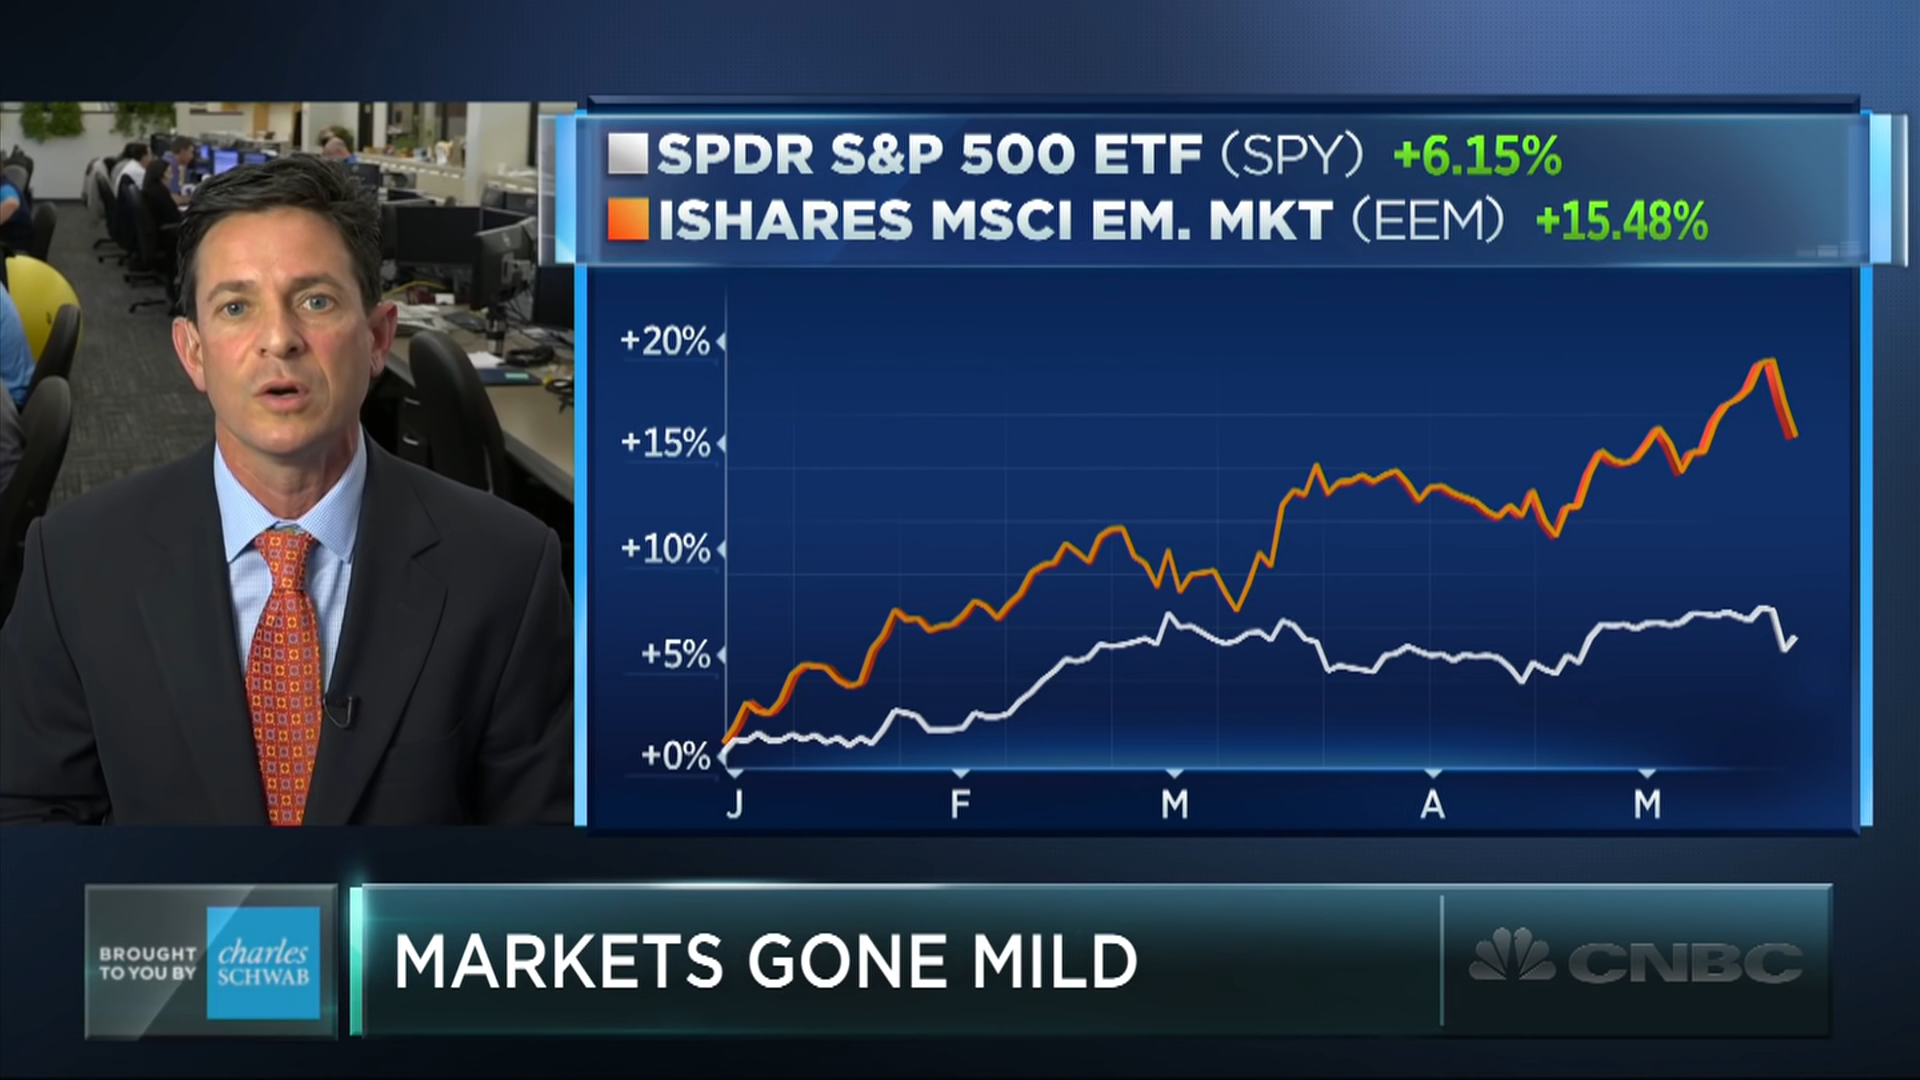 SPDR S&P 500 ETF (SPY) +6.15%
ISHARES MSCI EM. MKT (EEM) +15.48%
+20%
+15%
+10%
+5%
+0%
J F M A M
BROUGHT
TO YOU BY
charles
SCHWAB
MARKETS GONE MILD
CNBC